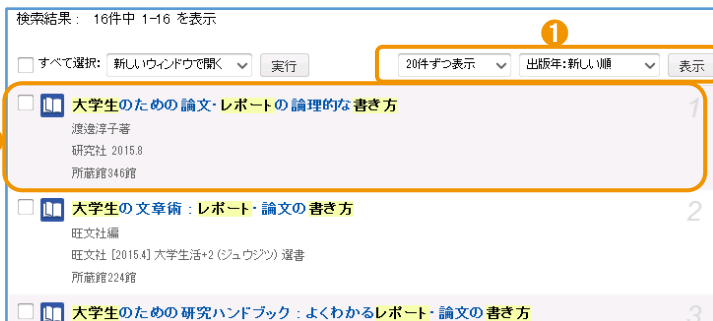 検索結果： 16件中 1-16 を表示
1
すべて選択: 新しいウィンドウで開く 実行 20件ずつ表示 出版年:新しい順 表示
大学生のための論文・レポートの論理的な書き方 1
渡邊淳子著
研究社 2015.8
所蔵館346館
大学生の文章術 : レポート・論文の書き方 2
旺文社編
旺文社 [2015.4] 大学生活+2 (ジュウジツ) 選書
所蔵館224館
大学生のための研究ハンドブック : よくわかるレポート・論文の書き方 3